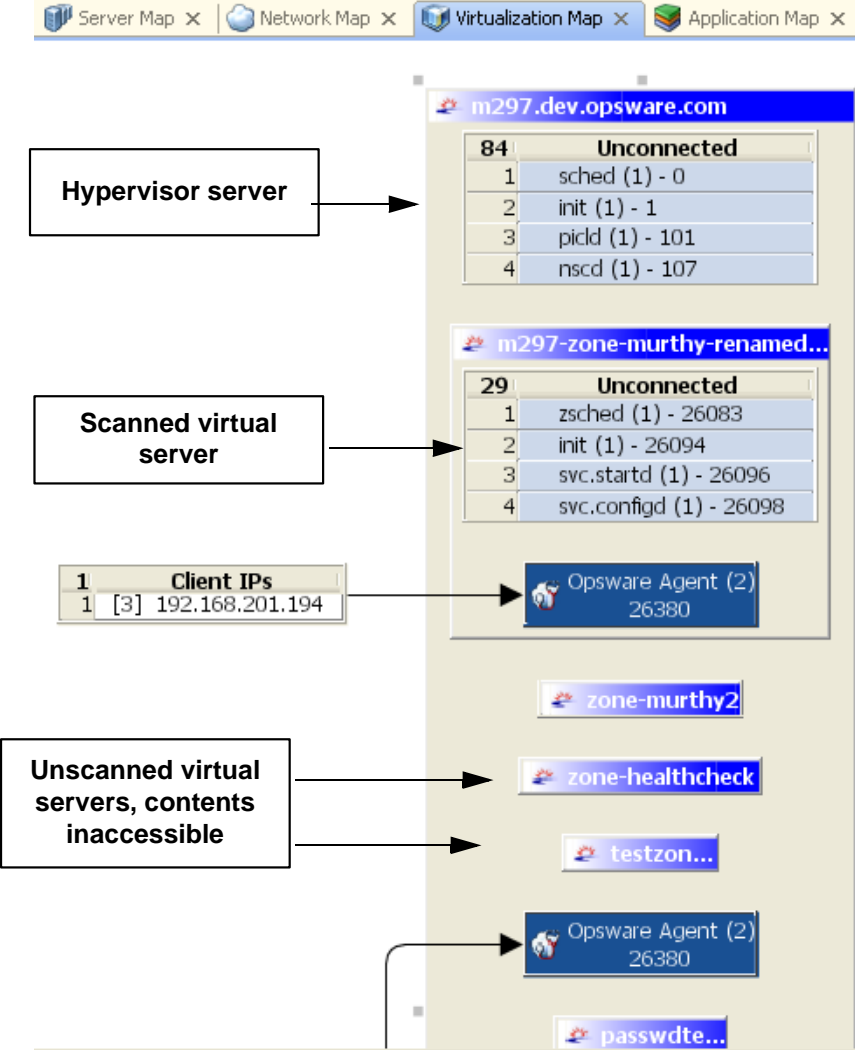 Server Map
Network Map
Virtualization Map
Application Map
m297.dev.opsware.com
84 Unconnected
1 sched (1) - 0
2 init (1) - 1
3 picld (1) - 101
4 nscd (1) - 107
Hypervisor server
m297-zone-murthy-renamed...
29 Unconnected
1 zsched (1) - 26083
2 init (1) - 26094
3 svc.startd (1) - 26096
4 svc.configd (1) - 26098
Scanned virtual
server
1 Client IPs
1 [3] 192.168.201.194
Opsware Agent (2)
26380
zone-murthy2
Unscanned virtual
servers, contents
inaccessible
zone-healthcheck
testzon...
Opsware Agent (2)
26380
passwdte...